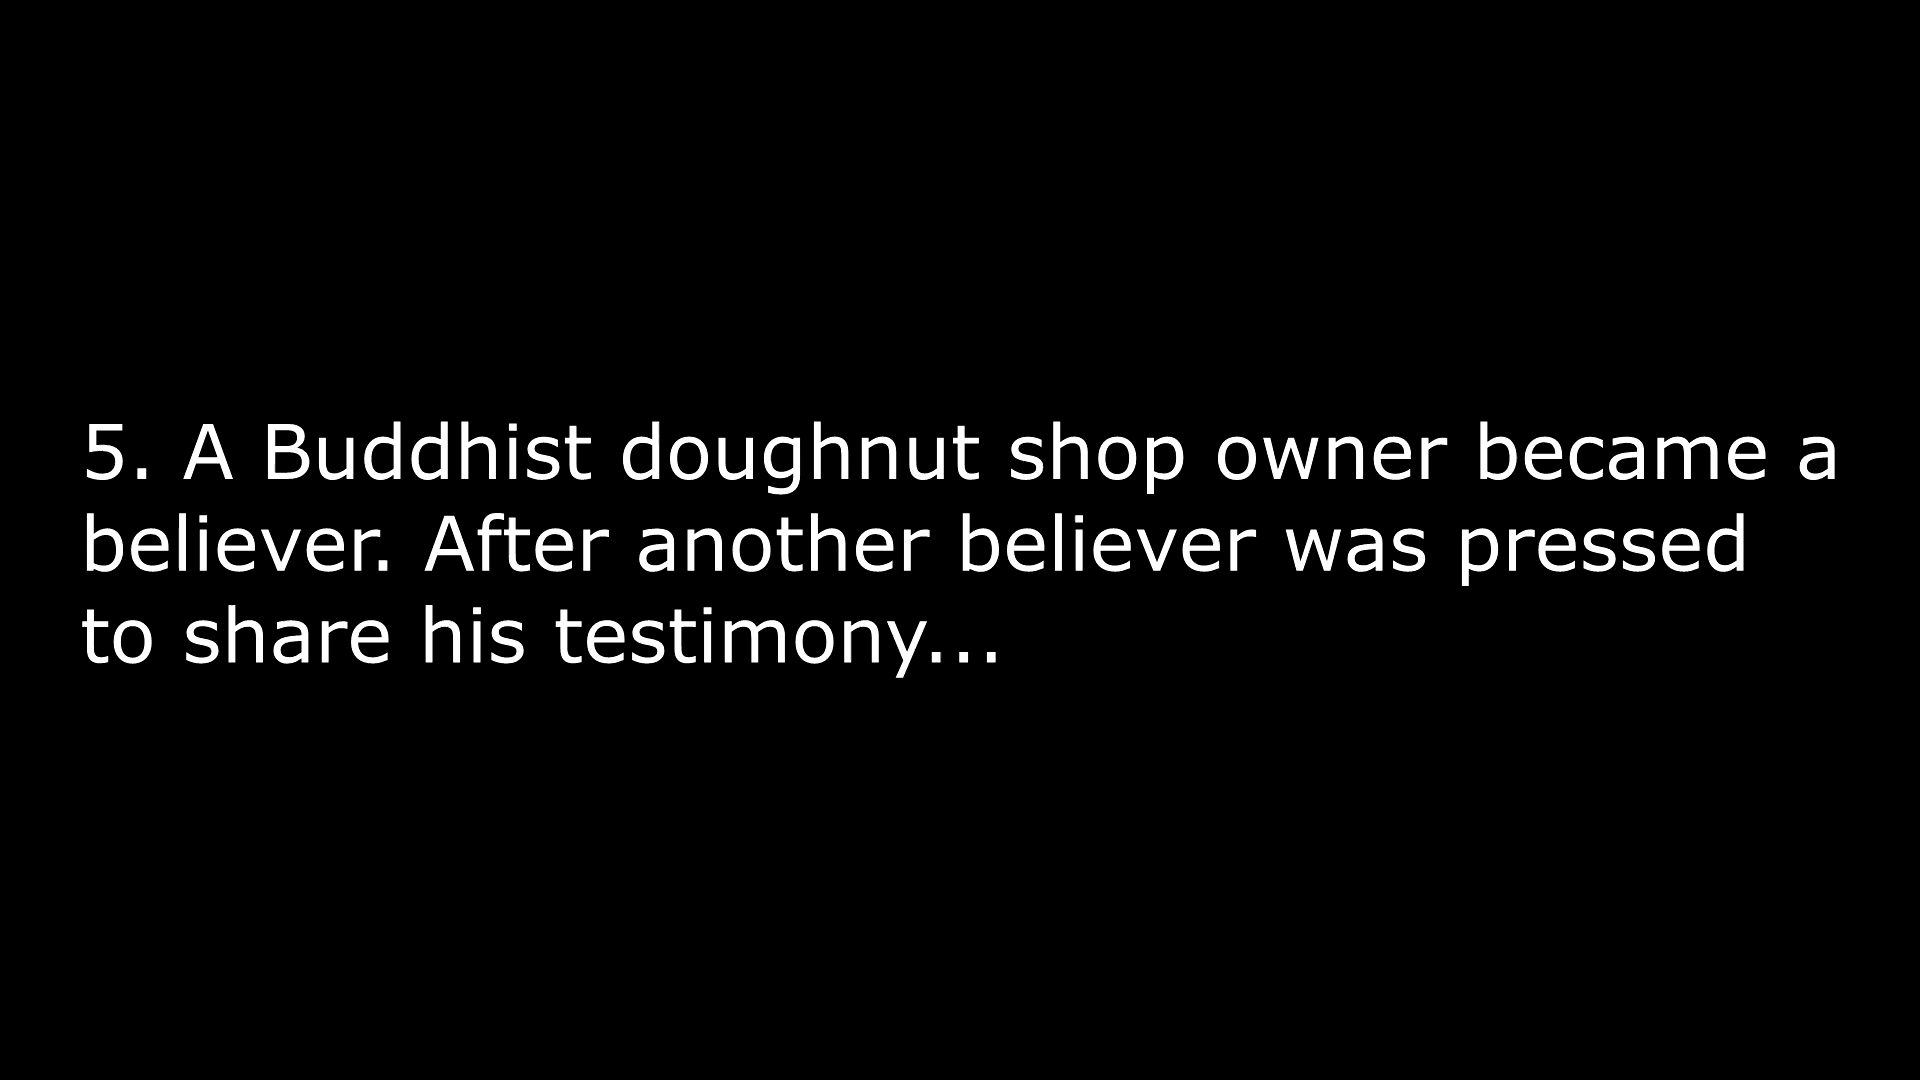 5. A Buddhist doughnut shop owner became a
believer. After another believer was pressed
to share his testimony...